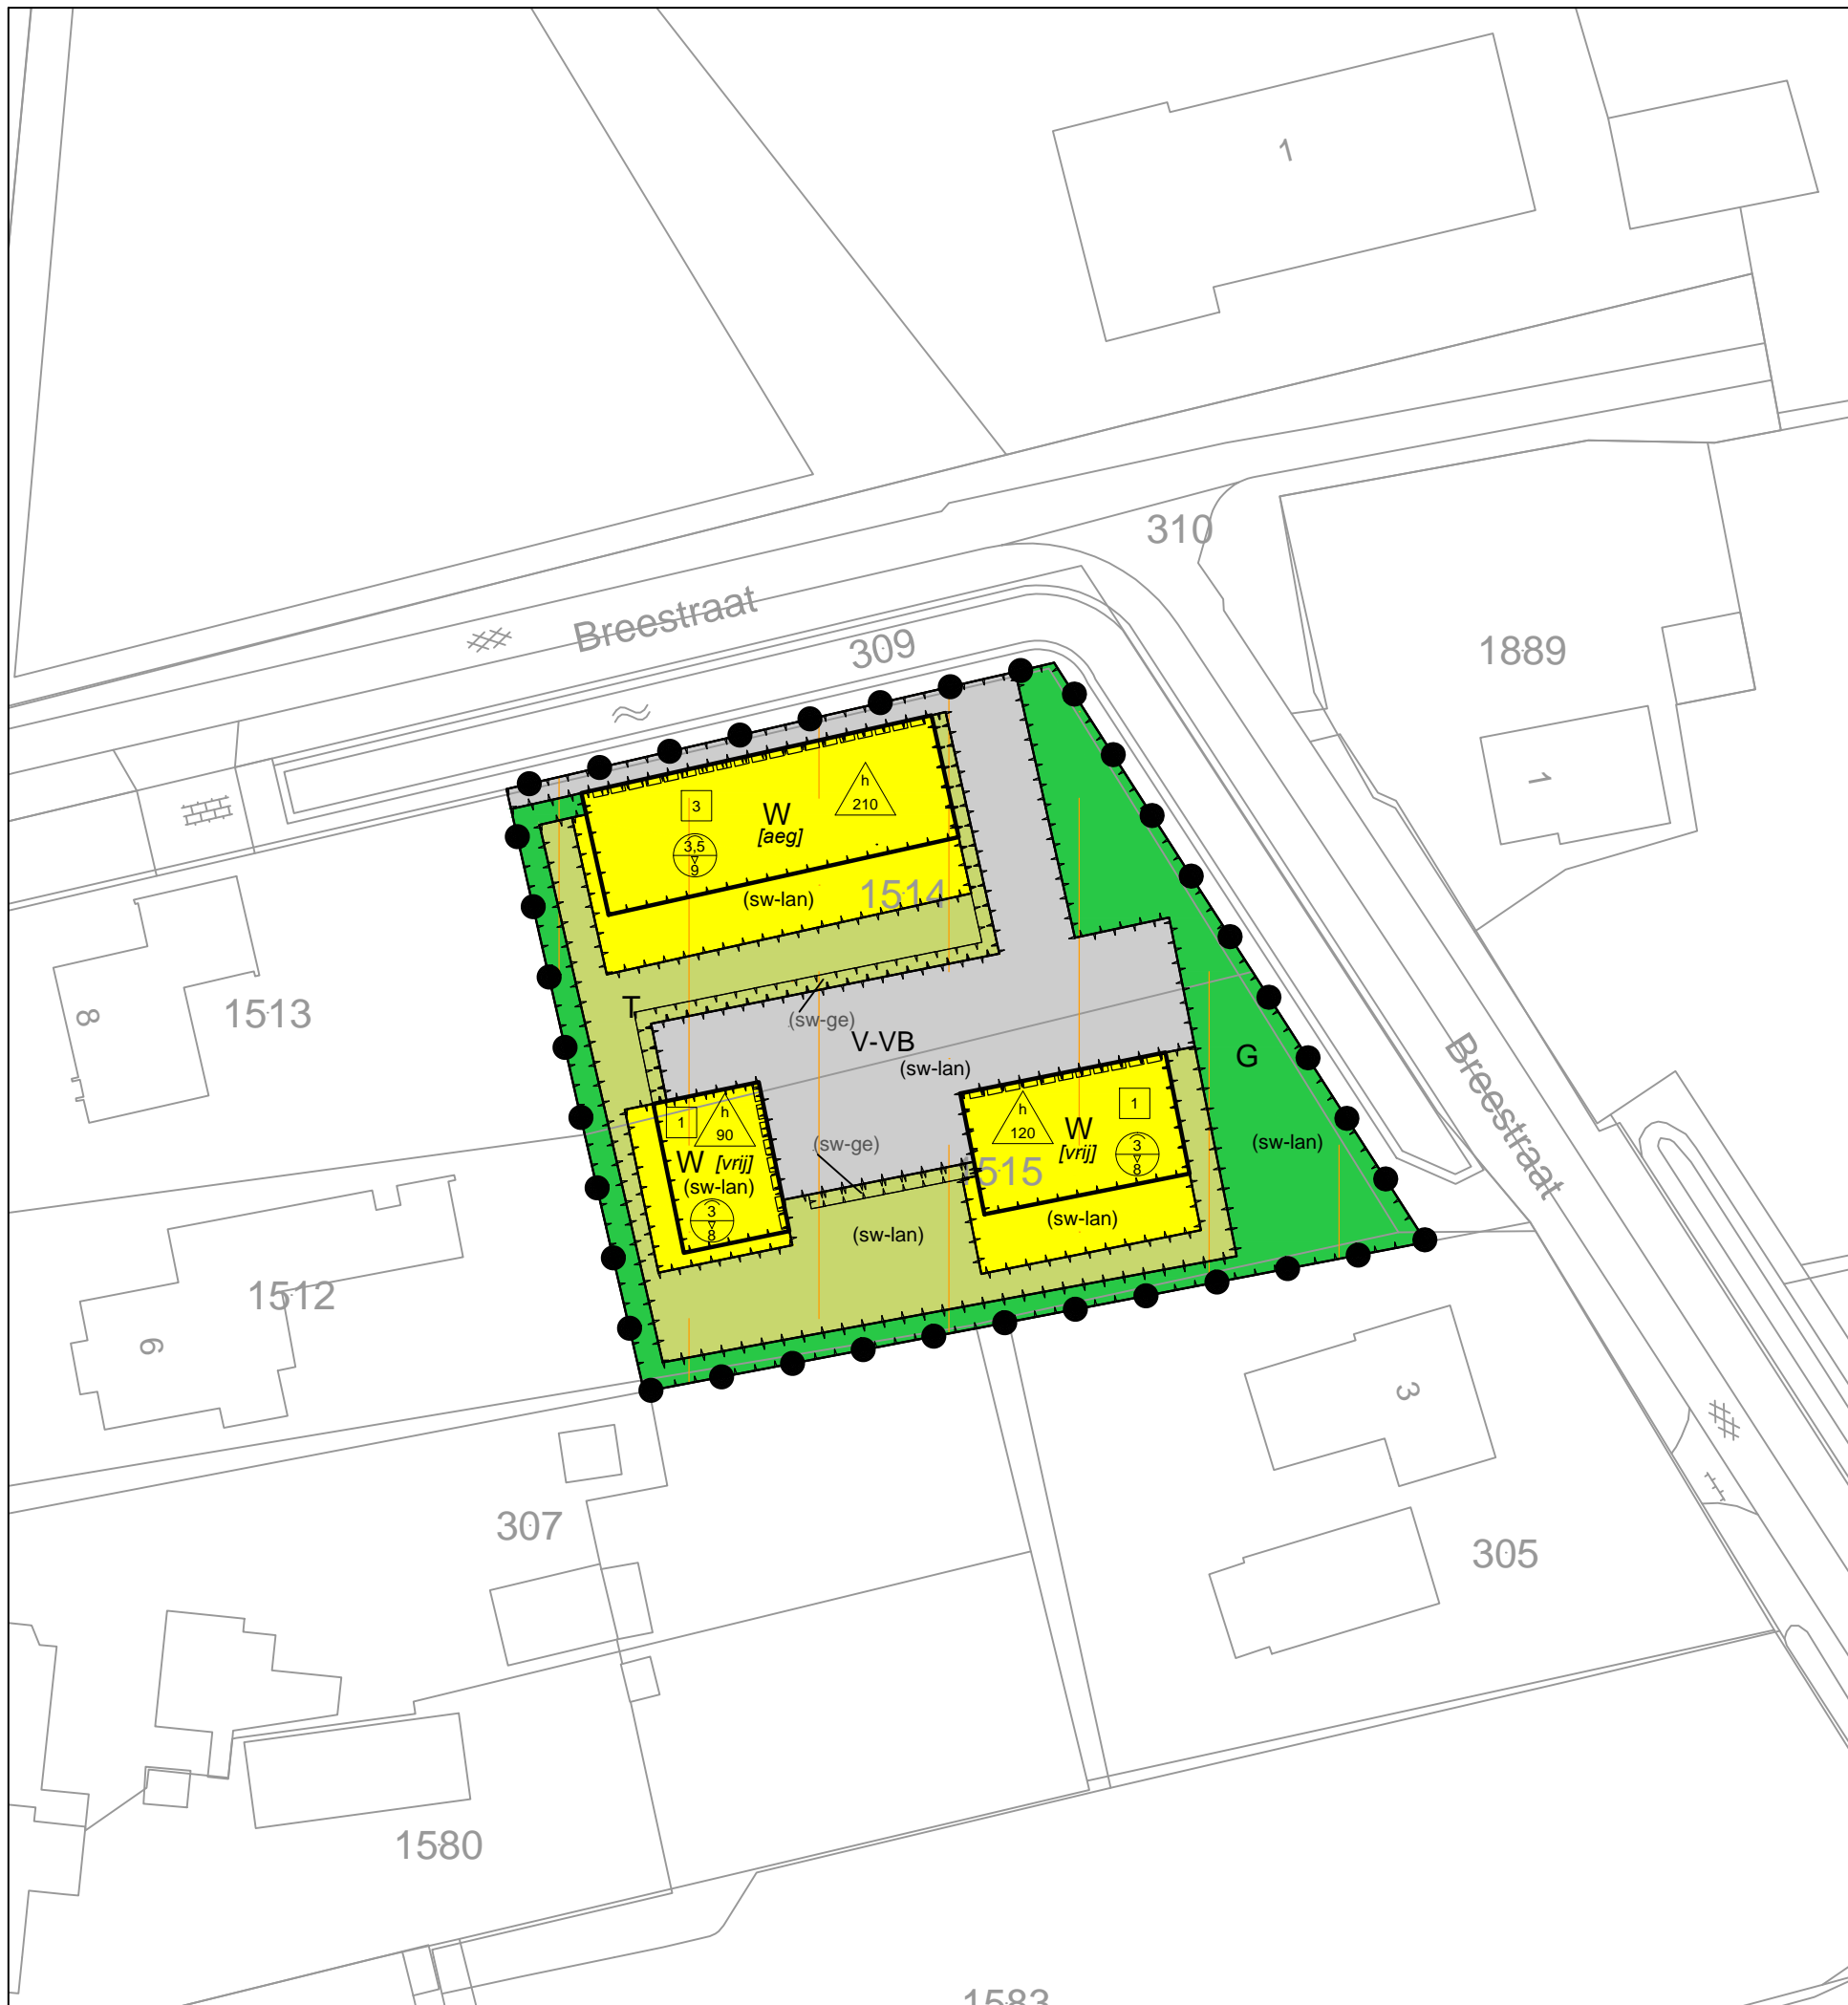 1
310
Breestraat
309
1889
1
h
210
3
W
[aeg]
3,5
9
1514
(sw-lan)
T
1513
8
(sw-ge)
V-VB
(sw-lan)
G
Breestraat
h
90
1
h
120
1
W
[vrij]
3
8
(sw-ge)
(sw-lan)
W [vrij]
(sw-lan)
1515
3
8
(sw-lan)
(sw-lan)
1512
6
3
307
305
1580
1583